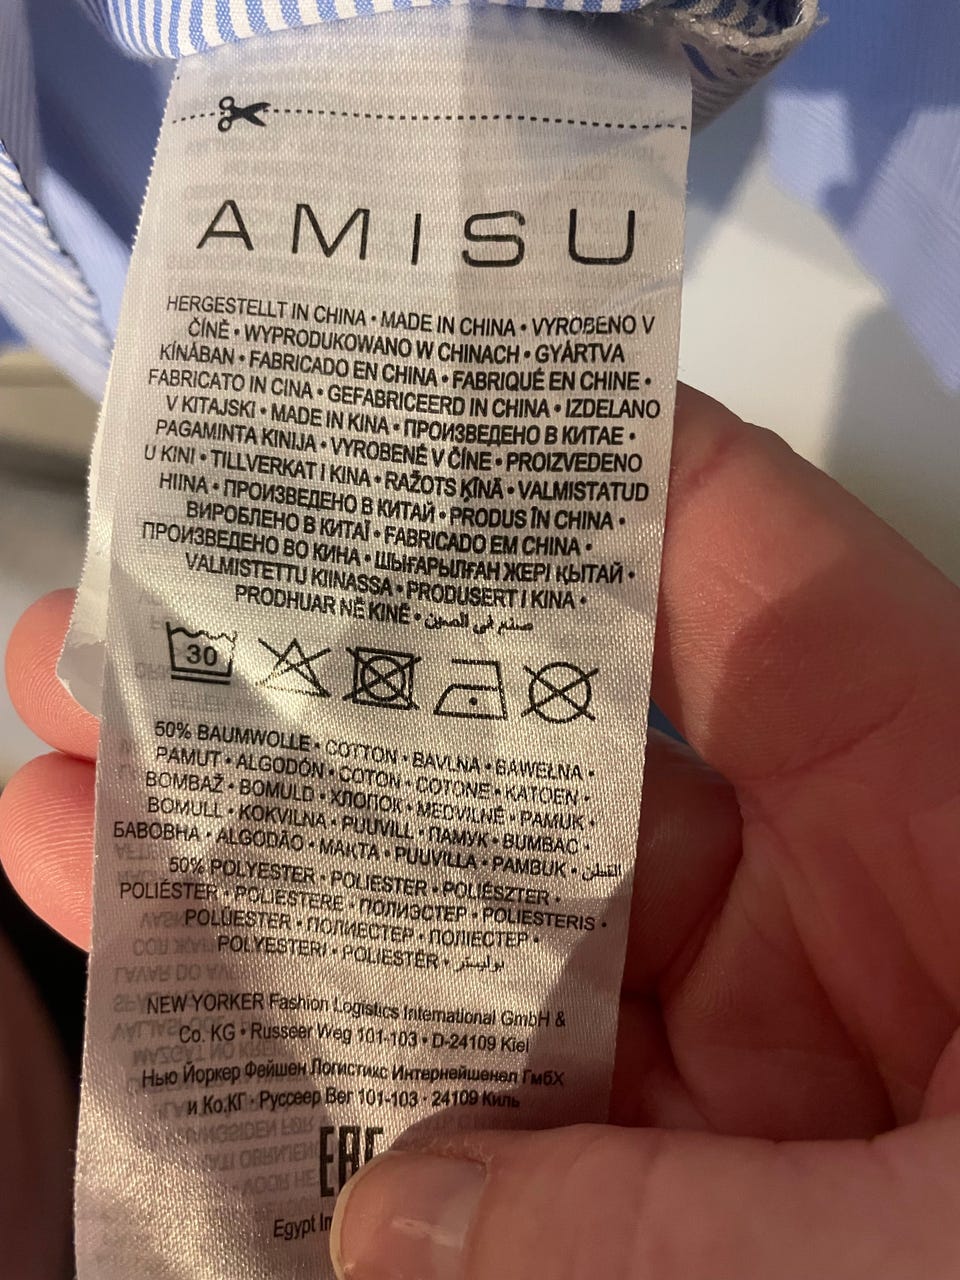 AMISU
HERGESTELLT IN CHINA • MADE IN CHINA • VYROBENO V
ČÍNĚ • WYPRODUKOWANO W CHINACH • GYÁRTVA
KÍNÁBAN • FABRICADO EN CHINA • FABRIQUÉ EN CHINE •
FABRICATO IN CINA • GEFABRICEERD IN CHINA • IZDELANO
V KITAJSKI • MADE IN KINA • ПРОИЗВЕДЕНО В КИТАЕ •
PAGAMINTA KINIJA • VYROBENÉ V ČÍNE • PROIZVEDENO
U KINI • TILLVERKAT I KINA • RAŽOTS ĶĪNĀ • VALMISTATUD
HIINA • ПРОИЗВЕДЕНО В КИТАЙ • PRODUS ÎN CHINA •
ВИРОБЛЕНО В КИТАЇ • FABRICADO EM CHINA •
ПРОИЗВЕДЕНО ВО КИНА • ШЫҒАРЫЛҒАН ЖЕРІ ҚЫТАЙ •
VALMISTETTU KIINASSA • PRODUSERT I KINA •
PRODHUAR NË KINË • صنع في الصين
30
50% BAUMWOLLE • COTTON • BAVLNA • BAWEŁNA •
PAMUT • ALGODÓN • COTON • COTONE • KATOEN •
BOMBAŽ • BOMULD • ХЛОПОК • MEDVILNĖ • PAMUK •
BOMULL • KOKVILNA • PUUVILL • ПАМУК • BUMBAC •
БАВОВНА • ALGODÃO • МАКТА • PUUVILLA • PAMBUK • القطن
50% POLYESTER • POLIESTER • POLIÉSZTER •
POLIÉSTER • POLIESTERE • ПОЛИЭСТЕР • POLIESTERIS •
POLÜESTER • ПОЛИЕСТЕР • ПОЛІЕСТЕР •
POLYESTERI • POLIESTËR • بوليستر
NEW YORKER Fashion Logistics International GmbH &
Co. KG • Russeer Weg 101-103 • D-24109 Kiel
Нью Йоркер Фейшен Логистикс Интернейшенел ГмбХ
и Ко.КГ • Руссеер Вег 101-103 • 24109 Киль
EAC
Egypt